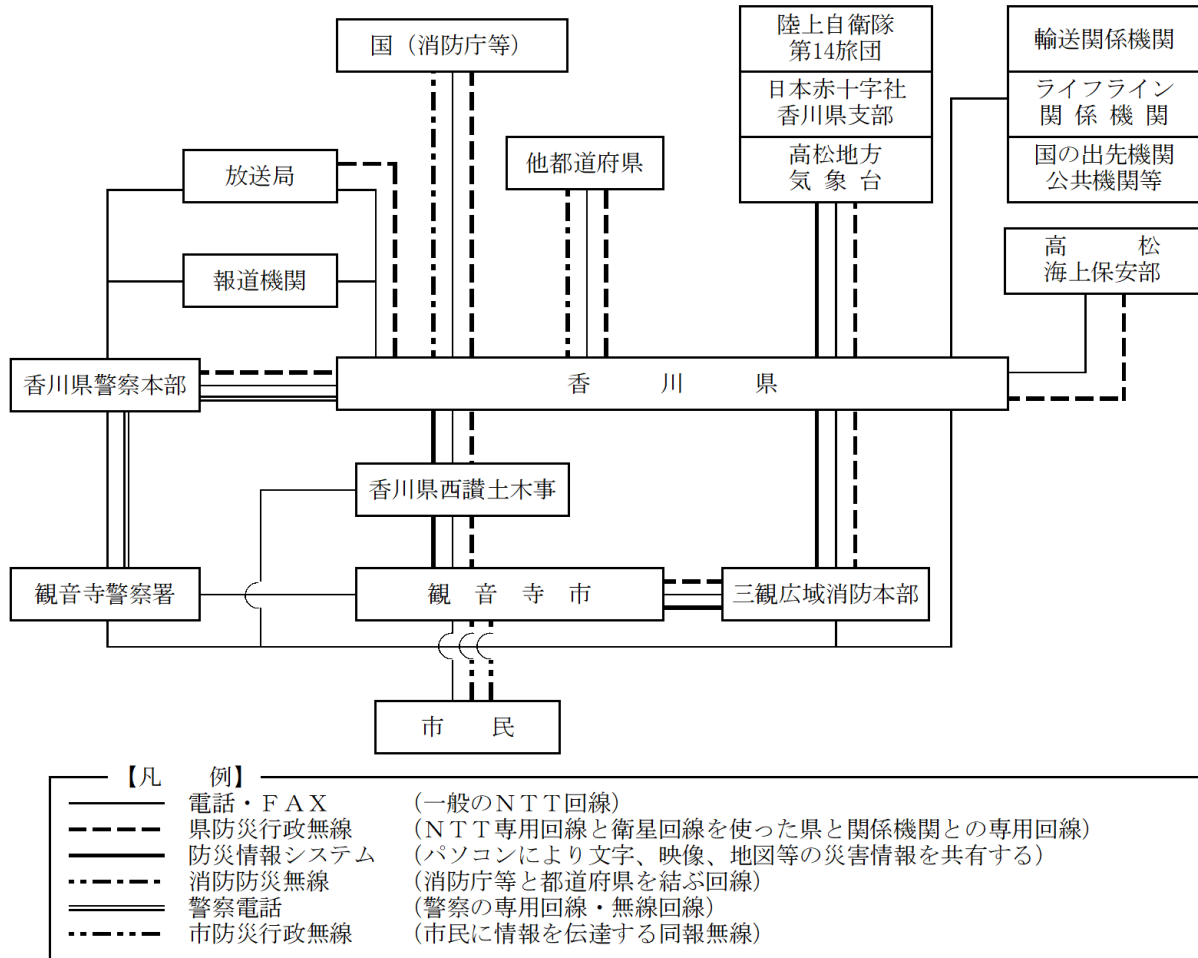 国（消防庁等）
陸上自衛隊
第14旅団
日本赤十字社
香川県支部
高松地方
気象台
輸送関係機関
ライフライン
関係機関
国の出先機関
公共機関等
他都道府県
放送局
報道機関
高松
海上保安部
香川県警察本部
香川県
香川県西讃土木事
観音寺警察署
観音寺市
三観広域消防本部
市民
【凡例】
電話・ＦＡＸ （一般のＮＴＴ回線）
県防災行政無線 （ＮＴＴ専用回線と衛星回線を使った県と関係機関との専用回線）
防災情報システム （パソコンにより文字、映像、地図等の災害情報を共有する）
消防防災無線 （消防庁等と都道府県を結ぶ回線）
警察電話 （警察の専用回線・無線回線）
市防災行政無線 （市民に情報を伝達する同報無線）